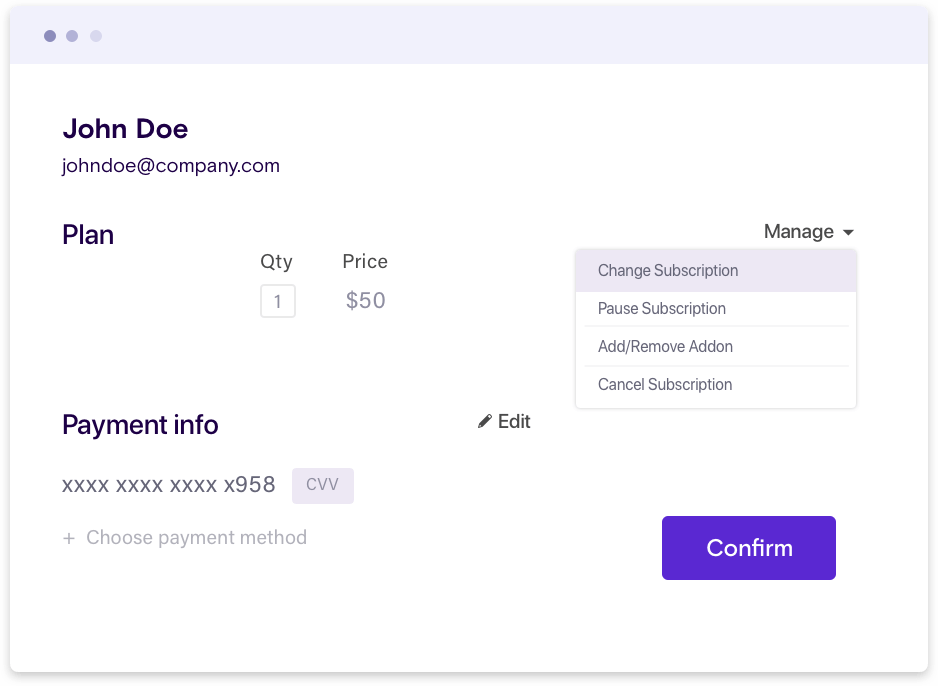 John Doe
johndoe@company.com
Plan
Manage
Qty Price
1 $50
Change Subscription
Pause Subscription
Add/Remove Addon
Cancel Subscription
Payment info
Edit
xxxx xxxx xxxx x958 CVV
+ Choose payment method
Confirm